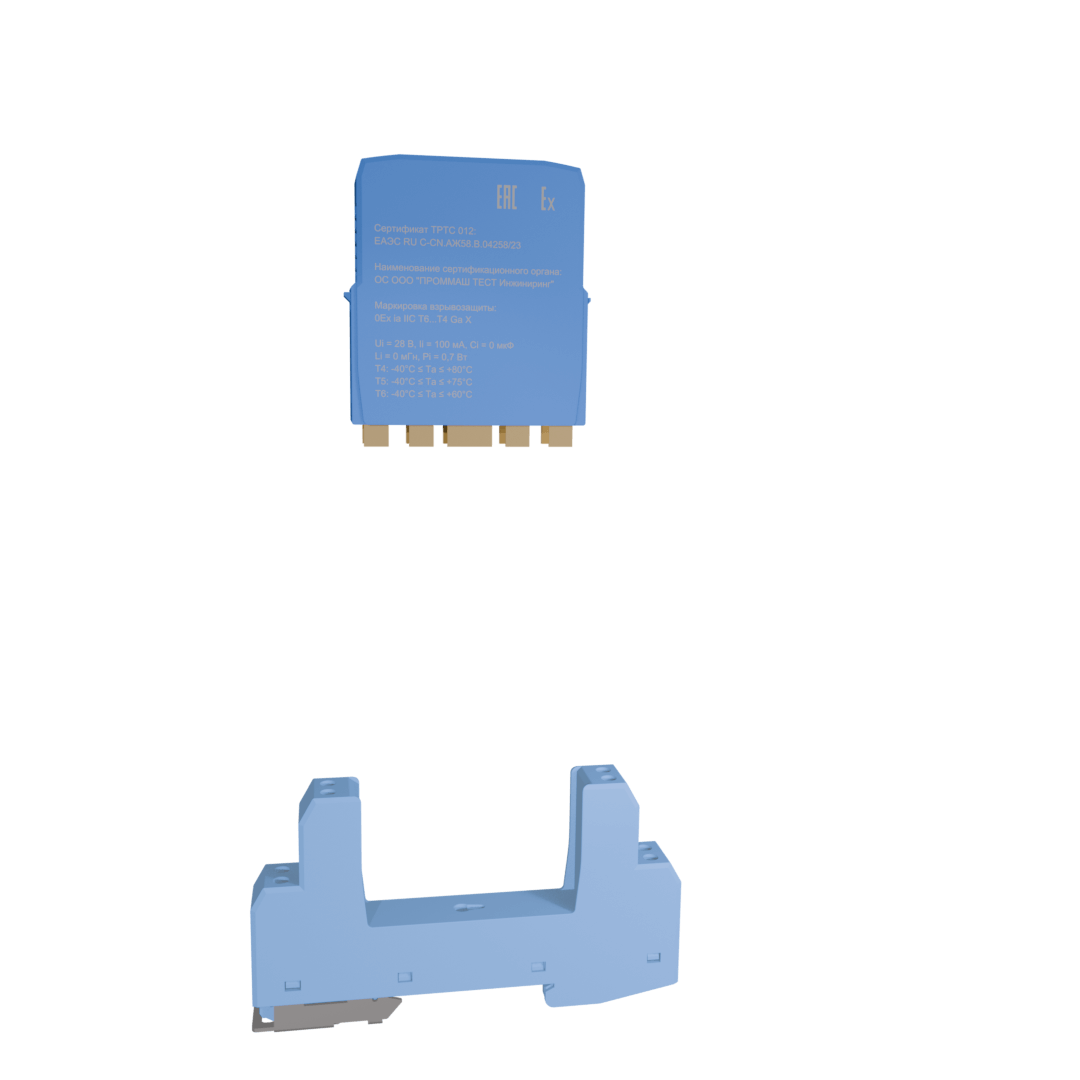 EAC Ex
Сертификат ТРТС 012:
ЕАЭС RU C-CN.АЖ58.В.04258/23
Наименование сертификационного органа:
ОС ООО "ПРОММАШ ТЕСТ Инжиниринг"
Маркировка взрывозащиты:
0Ex ia IIC T6...T4 Ga X
Ui = 28 В, Ii = 100 мА, Ci = 0 мкФ
Li = 0 мГн, Pi = 0,7 Вт
T4: -40°C ≤ Ta ≤ +80°C
T5: -40°C ≤ Ta ≤ +75°C
T6: -40°C ≤ Ta ≤ +60°C